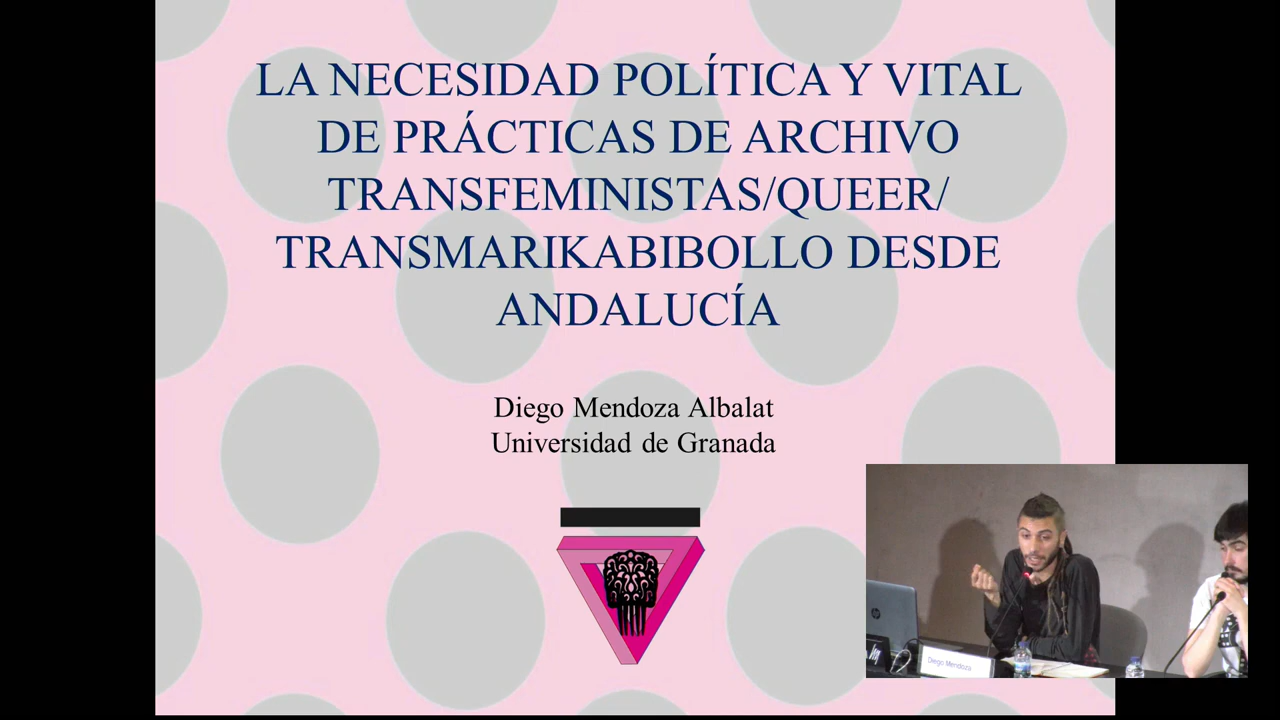 LA NECESIDAD POLÍTICA Y VITAL
DE PRÁCTICAS DE ARCHIVO
TRANSFEMINISTAS/QUEER/
TRANSMARIKABIBOLLO DESDE
ANDALUCÍA
Diego Mendoza Albalat
Universidad de Granada
Diego Mendoza
hp